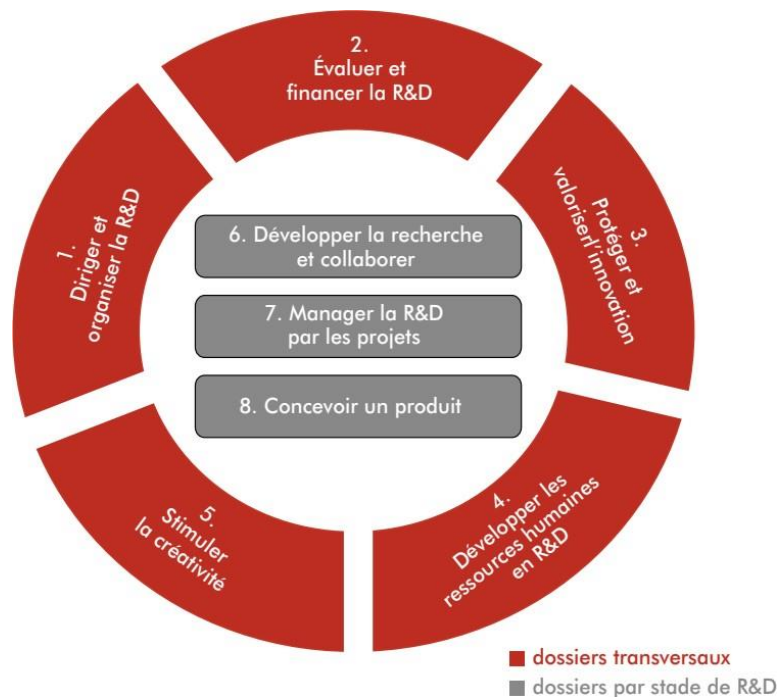 1.
Diriger et
organiser la R&D
2.
Évaluer et
financer la R&D
3.
Protéger et
valoriserl'innovation
4.
Développer les
ressources humaines
en R&D
5.
Stimuler
la créativité
6. Développer la recherche
et collaborer
7. Manager la R&D
par les projets
8. Concevoir un produit
dossiers transversaux
dossiers par stade de R&D